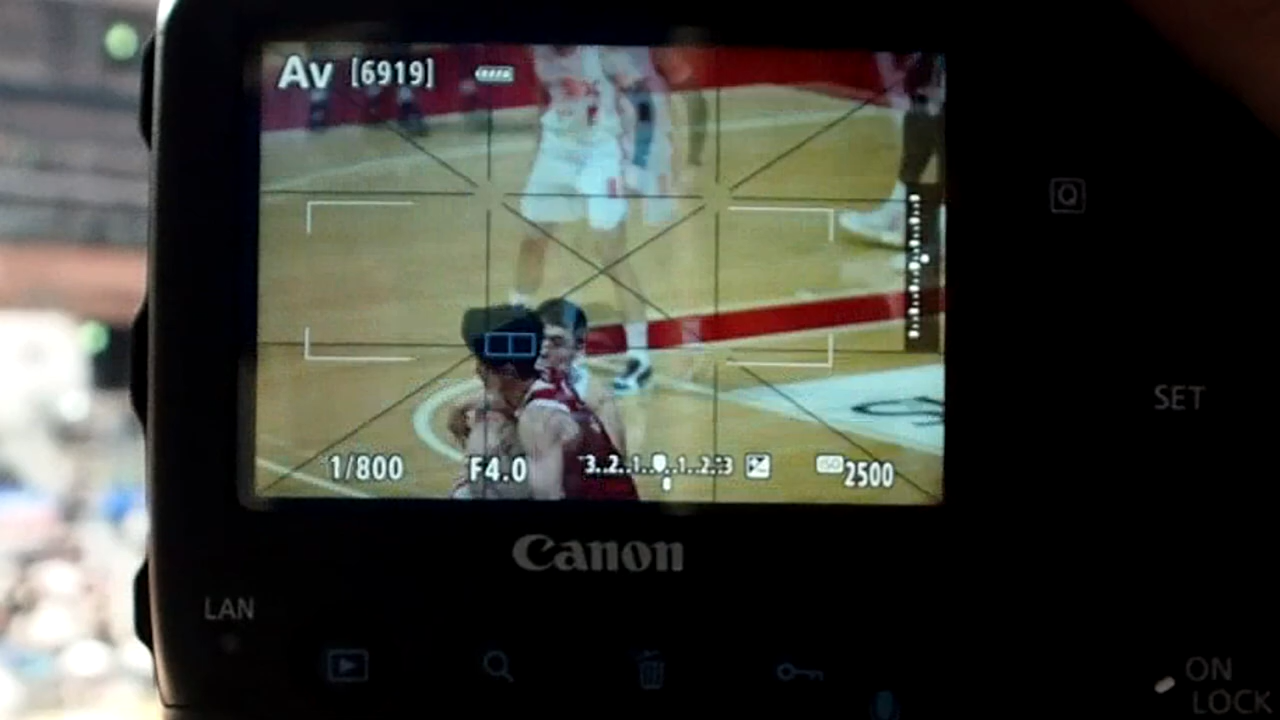 Av [6919]
1/800 F4.0 3..2..1..0..1..2..3 ISO 2500
Canon
Q
SET
LAN
ON
LOCK